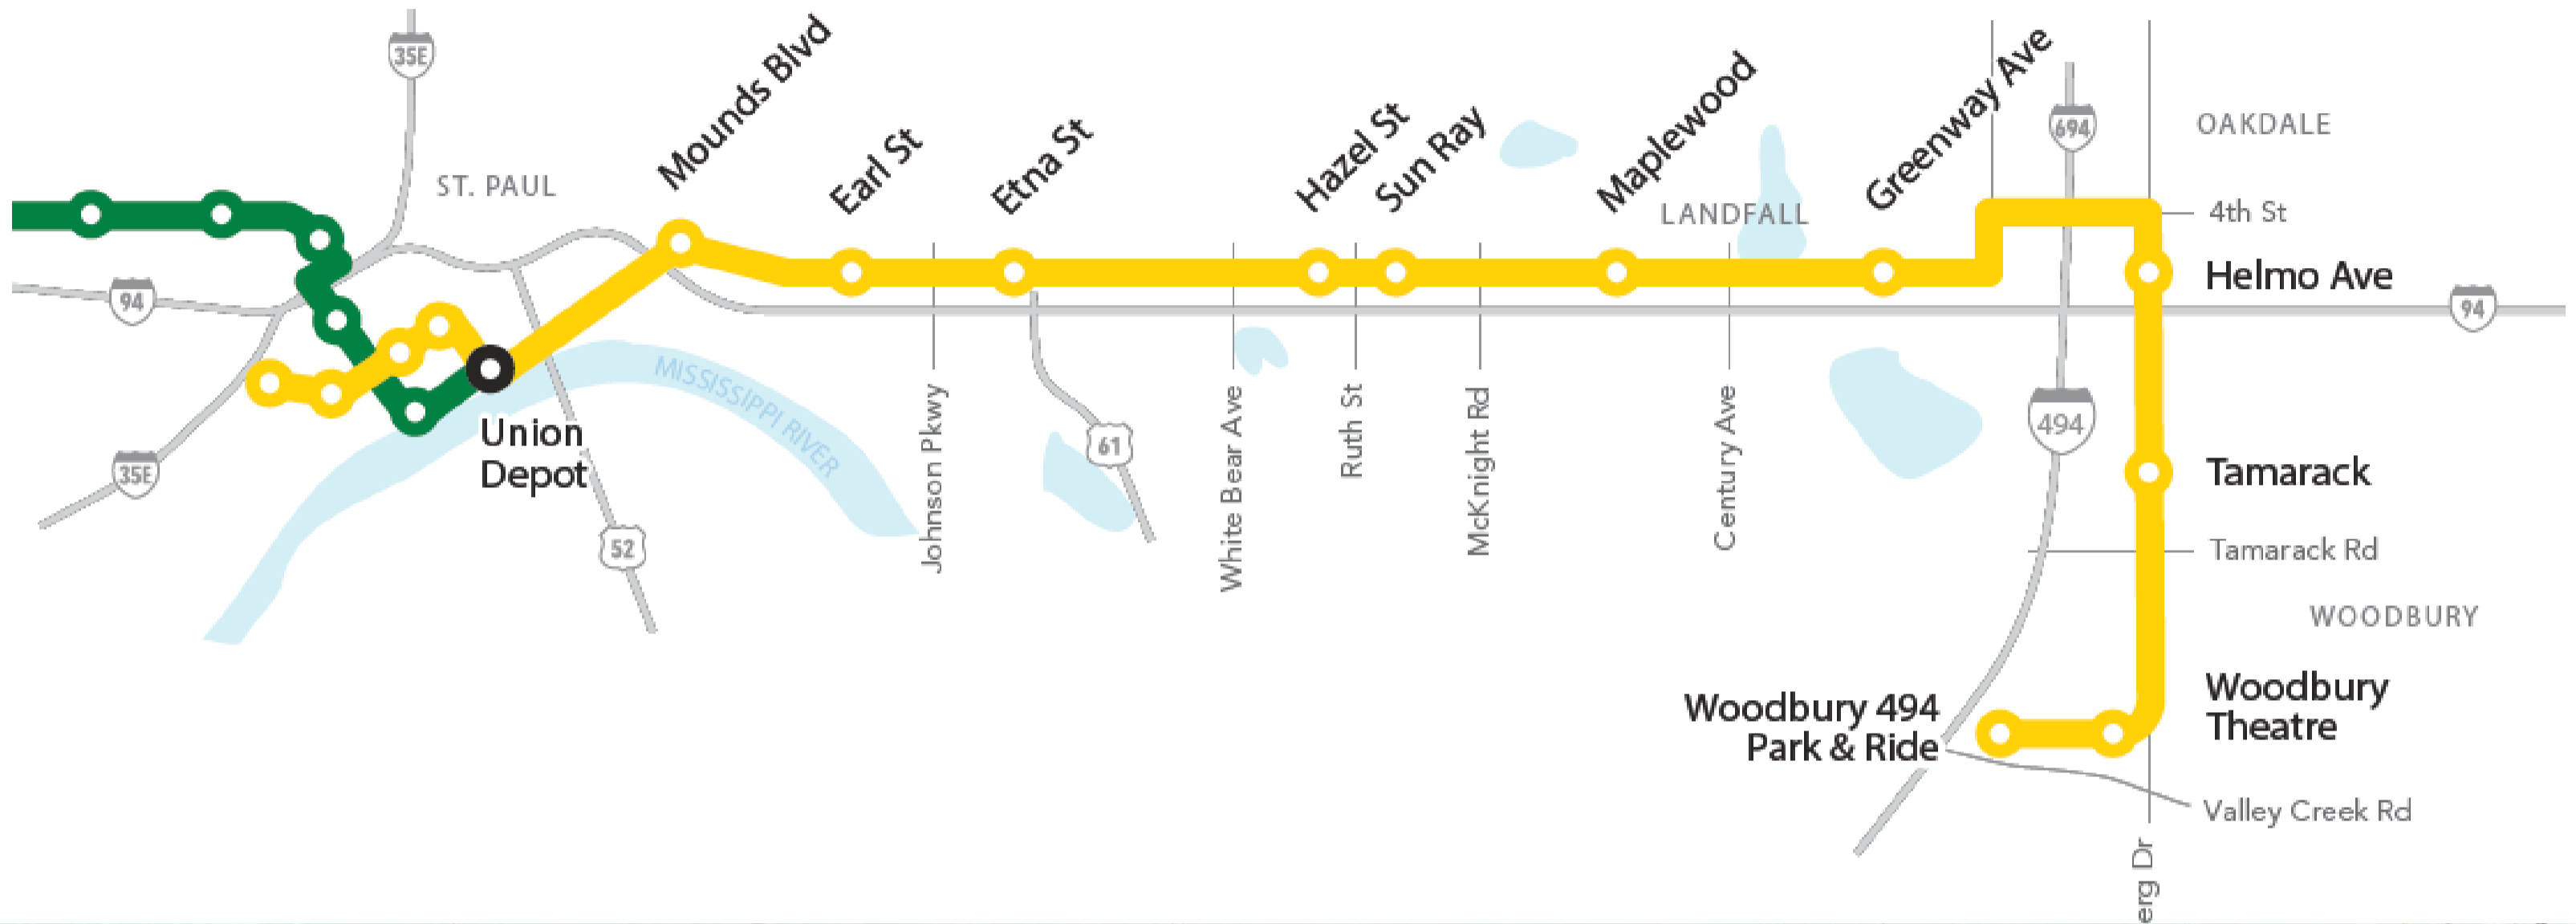 35E
ST. PAUL
Mounds Blvd
Earl St
Etna St
Hazel St
Sun Ray
Maplewood
LANDFALL
Greenway Ave
694
OAKDALE
4th St
Helmo Ave
94
94
MISSISSIPPI RIVER
Union
Depot
35E
52
Johnson Pkwy
61
White Bear Ave
Ruth St
McKnight Rd
Century Ave
494
Tamarack
Tamarack Rd
WOODBURY
Woodbury 494
Park & Ride
Woodbury
Theatre
Valley Creek Rd
erg Dr